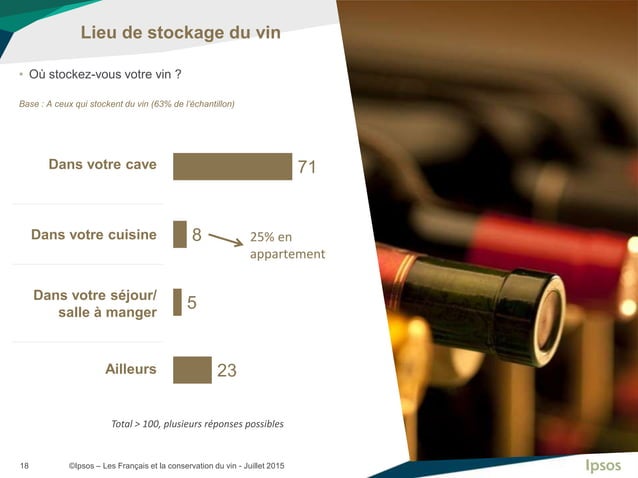 Lieu de stockage du vin
• Où stockez-vous votre vin ?
Base : A ceux qui stockent du vin (63% de l'échantillon)
Dans votre cave
71
Dans votre cuisine
8
25% en
appartement
Dans votre séjour/
salle à manger
5
Ailleurs
23
Total > 100, plusieurs réponses possibles
18
©Ipsos – Les Français et la conservation du vin - Juillet 2015
Ipsos